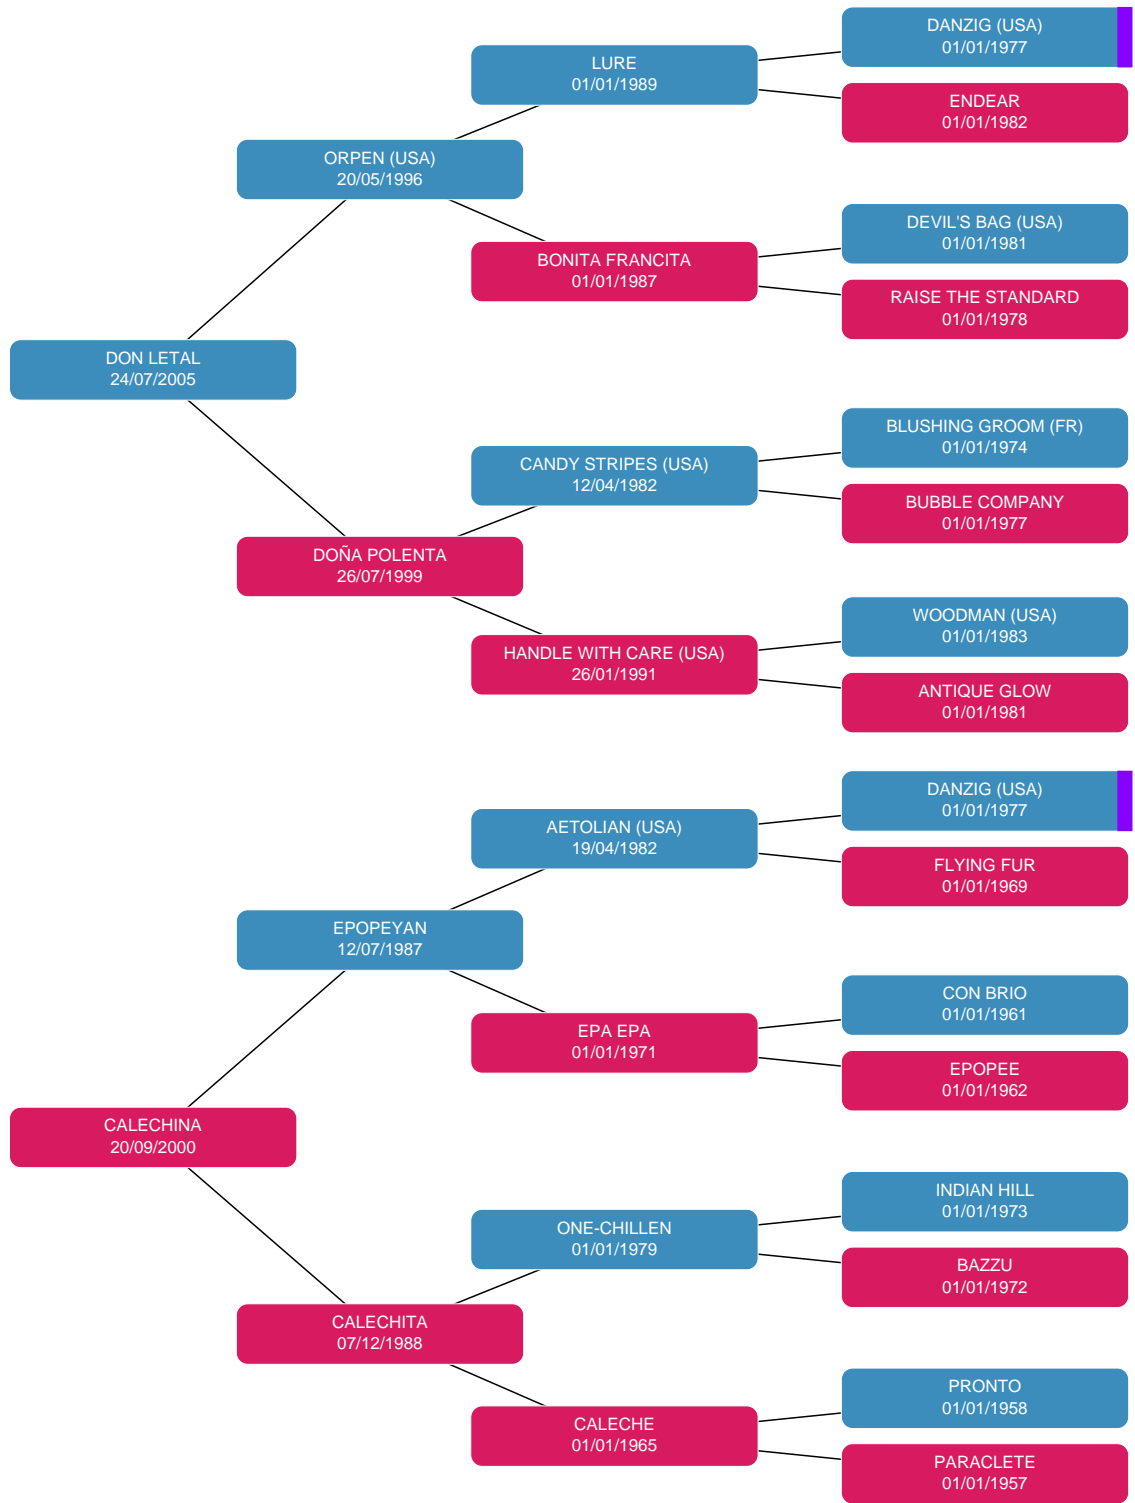 DANZIG (USA)
01/01/1977
LURE
01/01/1989
ENDEAR
01/01/1982
ORPEN (USA)
20/05/1996
DEVIL'S BAG (USA)
01/01/1981
BONITA FRANCITA
01/01/1987
RAISE THE STANDARD
01/01/1978
DON LETAL
24/07/2005
BLUSHING GROOM (FR)
01/01/1974
CANDY STRIPES (USA)
12/04/1982
BUBBLE COMPANY
01/01/1977
DOÑA POLENTA
26/07/1999
WOODMAN (USA)
01/01/1983
HANDLE WITH CARE (USA)
26/01/1991
ANTIQUE GLOW
01/01/1981
DANZIG (USA)
01/01/1977
AETOLIAN (USA)
19/04/1982
FLYING FUR
01/01/1969
EPOPEYAN
12/07/1987
CON BRIO
01/01/1961
EPA EPA
01/01/1971
EPOPEE
01/01/1962
CALECHINA
20/09/2000
INDIAN HILL
01/01/1973
ONE-CHILLEN
01/01/1979
BAZZU
01/01/1972
CALECHITA
07/12/1988
PRONTO
01/01/1958
CALECHE
01/01/1965
PARACLETE
01/01/1957